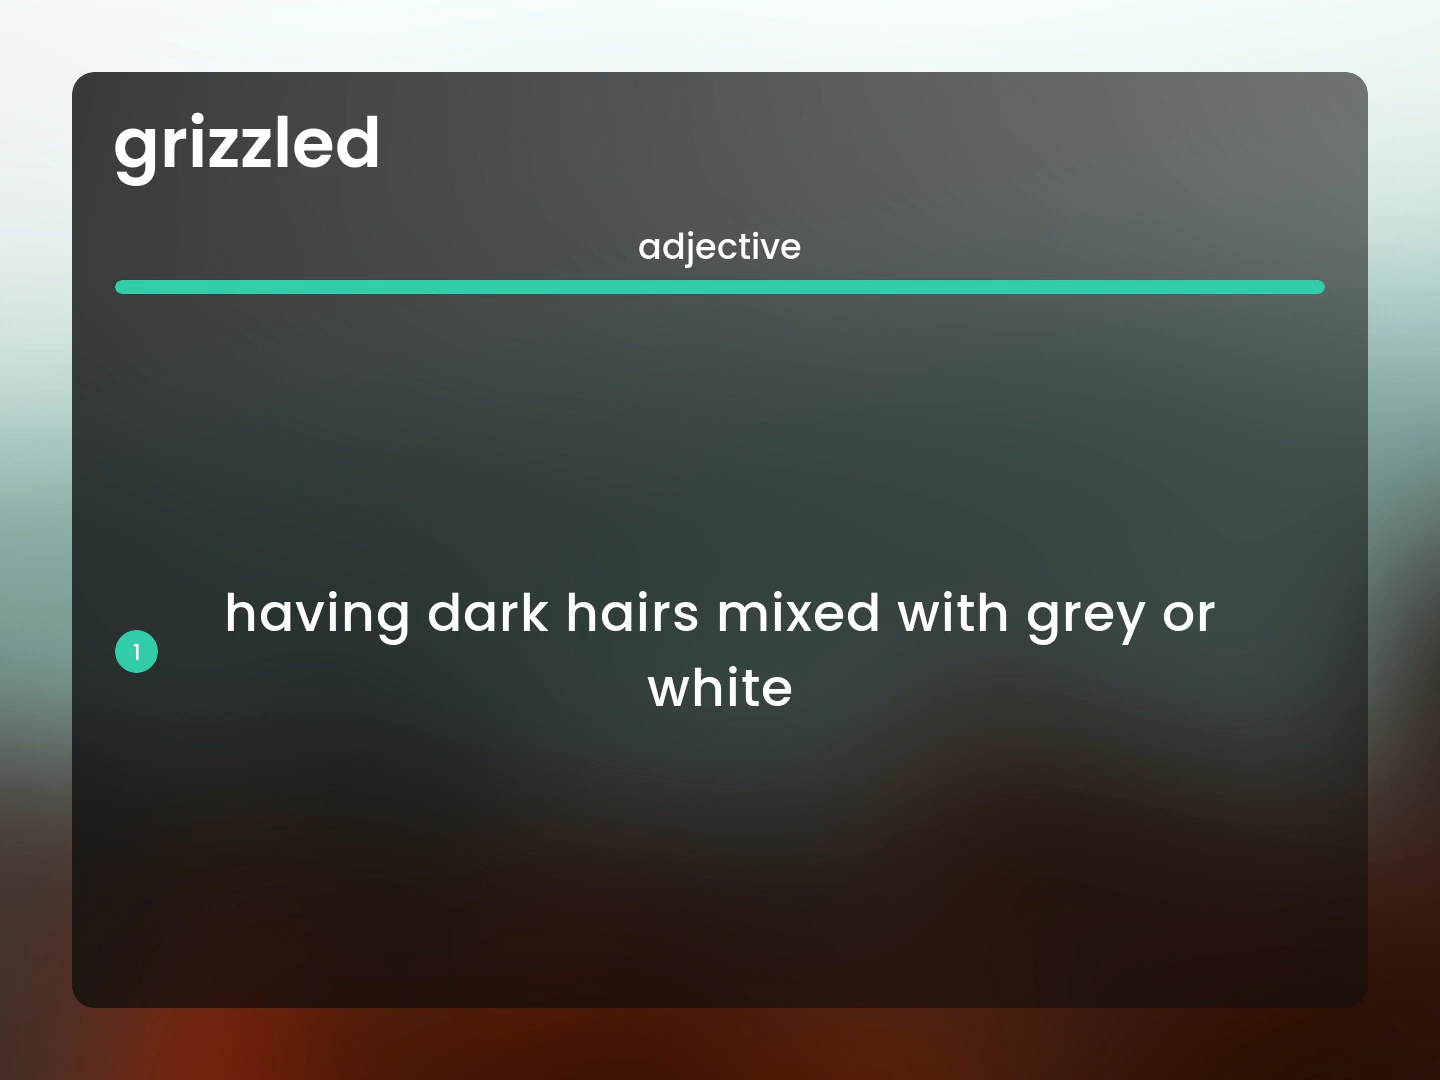 grizzled
adjective
1
having dark hairs mixed with grey or
white